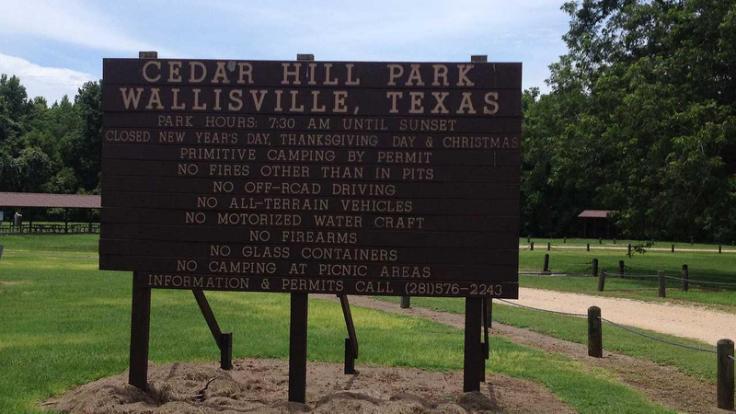 CEDAR HILL PARK
WALLISVILLE, TEXAS
PARK HOURS: 7:30 AM UNTIL SUNSET
CLOSED NEW YEAR'S DAY, THANKSGIVING DAY & CHRISTMAS
PRIMITIVE CAMPING BY PERMIT
NO FIRES OTHER THAN IN PITS
NO OFF-ROAD DRIVING
NO ALL-TERRAIN VEHICLES
NO MOTORIZED WATER CRAFT
NO FIREARMS
NO GLASS CONTAINERS
NO CAMPING AT PICNIC AREAS
INFORMATION & PERMITS CALL (281)576-2243